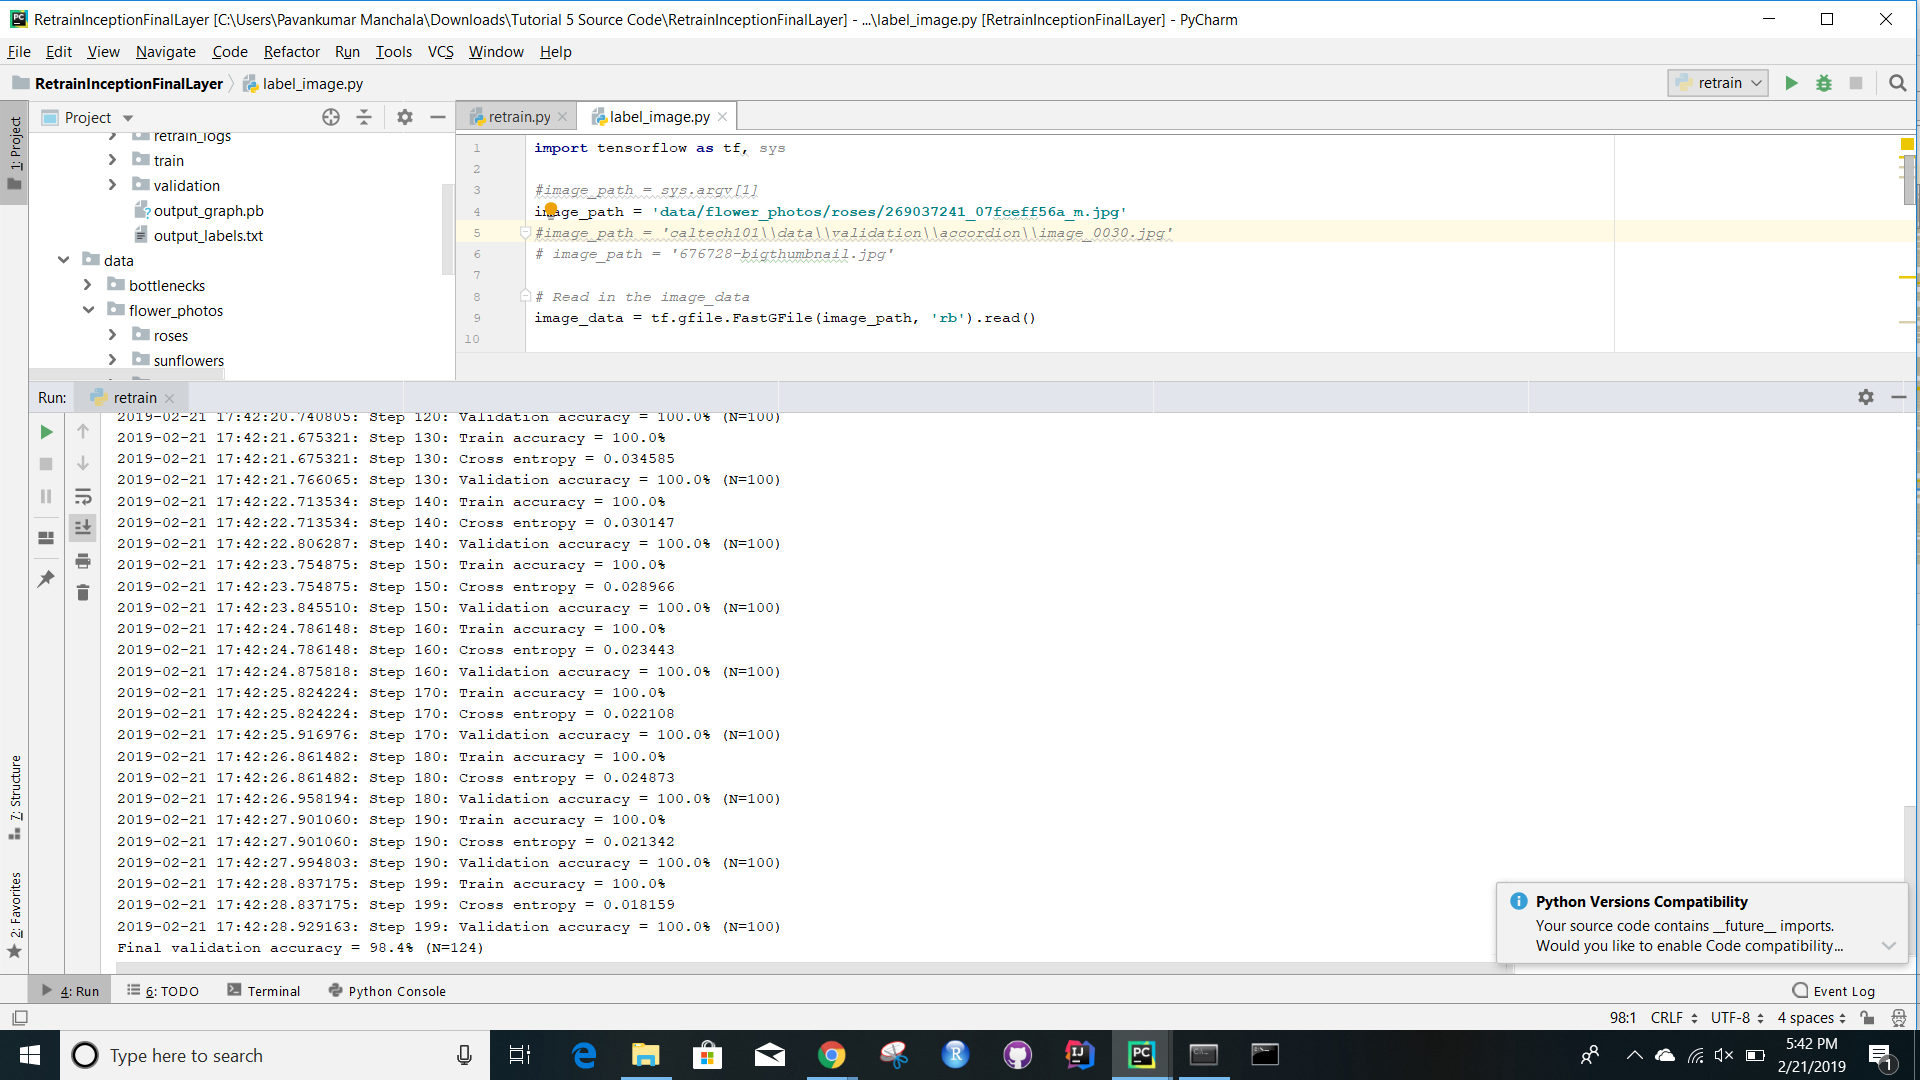 RetrainInceptionFinalLayer [C:\Users\Pavankumar Manchala\Downloads\Tutorial 5 Source Code\RetrainInceptionFinalLayer] - ...\label_image.py [RetrainInceptionFinalLayer] - PyCharm
File Edit View Navigate Code Refactor Run Tools VCS Window Help
RetrainInceptionFinalLayer label_image.py retrain
1: Project
Project
retrain.py label_image.py
retrain_logs
train
validation
output_graph.pb
output_labels.txt
data
bottlenecks
flower_photos
roses
sunflowers
1 import tensorflow as tf, sys
2
3 #image_path = sys.argv[1]
4 image_path = 'data/flower_photos/roses/269037241_07fceff56a_m.jpg'
5 #image_path = 'caltech101\\data\\validation\\accordion\\image_0030.jpg'
6 # image_path = '676728-bigthumbnail.jpg'
7
8 # Read in the image_data
9 image_data = tf.gfile.FastGFile(image_path, 'rb').read()
10
Run: retrain
2019-02-21 17:42:20.740805: Step 120: Validation accuracy = 100.0% (N=100)
2019-02-21 17:42:21.675321: Step 130: Train accuracy = 100.0%
2019-02-21 17:42:21.675321: Step 130: Cross entropy = 0.034585
2019-02-21 17:42:21.766065: Step 130: Validation accuracy = 100.0% (N=100)
2019-02-21 17:42:22.713534: Step 140: Train accuracy = 100.0%
2019-02-21 17:42:22.713534: Step 140: Cross entropy = 0.030147
2019-02-21 17:42:22.806287: Step 140: Validation accuracy = 100.0% (N=100)
2019-02-21 17:42:23.754875: Step 150: Train accuracy = 100.0%
2019-02-21 17:42:23.754875: Step 150: Cross entropy = 0.028966
2019-02-21 17:42:23.845510: Step 150: Validation accuracy = 100.0% (N=100)
2019-02-21 17:42:24.786148: Step 160: Train accuracy = 100.0%
2019-02-21 17:42:24.786148: Step 160: Cross entropy = 0.023443
2019-02-21 17:42:24.875818: Step 160: Validation accuracy = 100.0% (N=100)
2019-02-21 17:42:25.824224: Step 170: Train accuracy = 100.0%
2019-02-21 17:42:25.824224: Step 170: Cross entropy = 0.022108
2019-02-21 17:42:25.916976: Step 170: Validation accuracy = 100.0% (N=100)
2019-02-21 17:42:26.861482: Step 180: Train accuracy = 100.0%
2019-02-21 17:42:26.861482: Step 180: Cross entropy = 0.024873
2019-02-21 17:42:26.958194: Step 180: Validation accuracy = 100.0% (N=100)
2019-02-21 17:42:27.901060: Step 190: Train accuracy = 100.0%
2019-02-21 17:42:27.901060: Step 190: Cross entropy = 0.021342
2019-02-21 17:42:27.994803: Step 190: Validation accuracy = 100.0% (N=100)
2019-02-21 17:42:28.837175: Step 199: Train accuracy = 100.0%
2019-02-21 17:42:28.837175: Step 199: Cross entropy = 0.018159
2019-02-21 17:42:28.929163: Step 199: Validation accuracy = 100.0% (N=100)
Final validation accuracy = 98.4% (N=124)
7: Structure
2: Favorites
Python Versions Compatibility
Your source code contains __future__ imports.
Would you like to enable Code compatibility...
4: Run 6: TODO Terminal Python Console Event Log
98:1 CRLF UTF-8 4 spaces
Type here to search
5:42 PM
2/21/2019
1